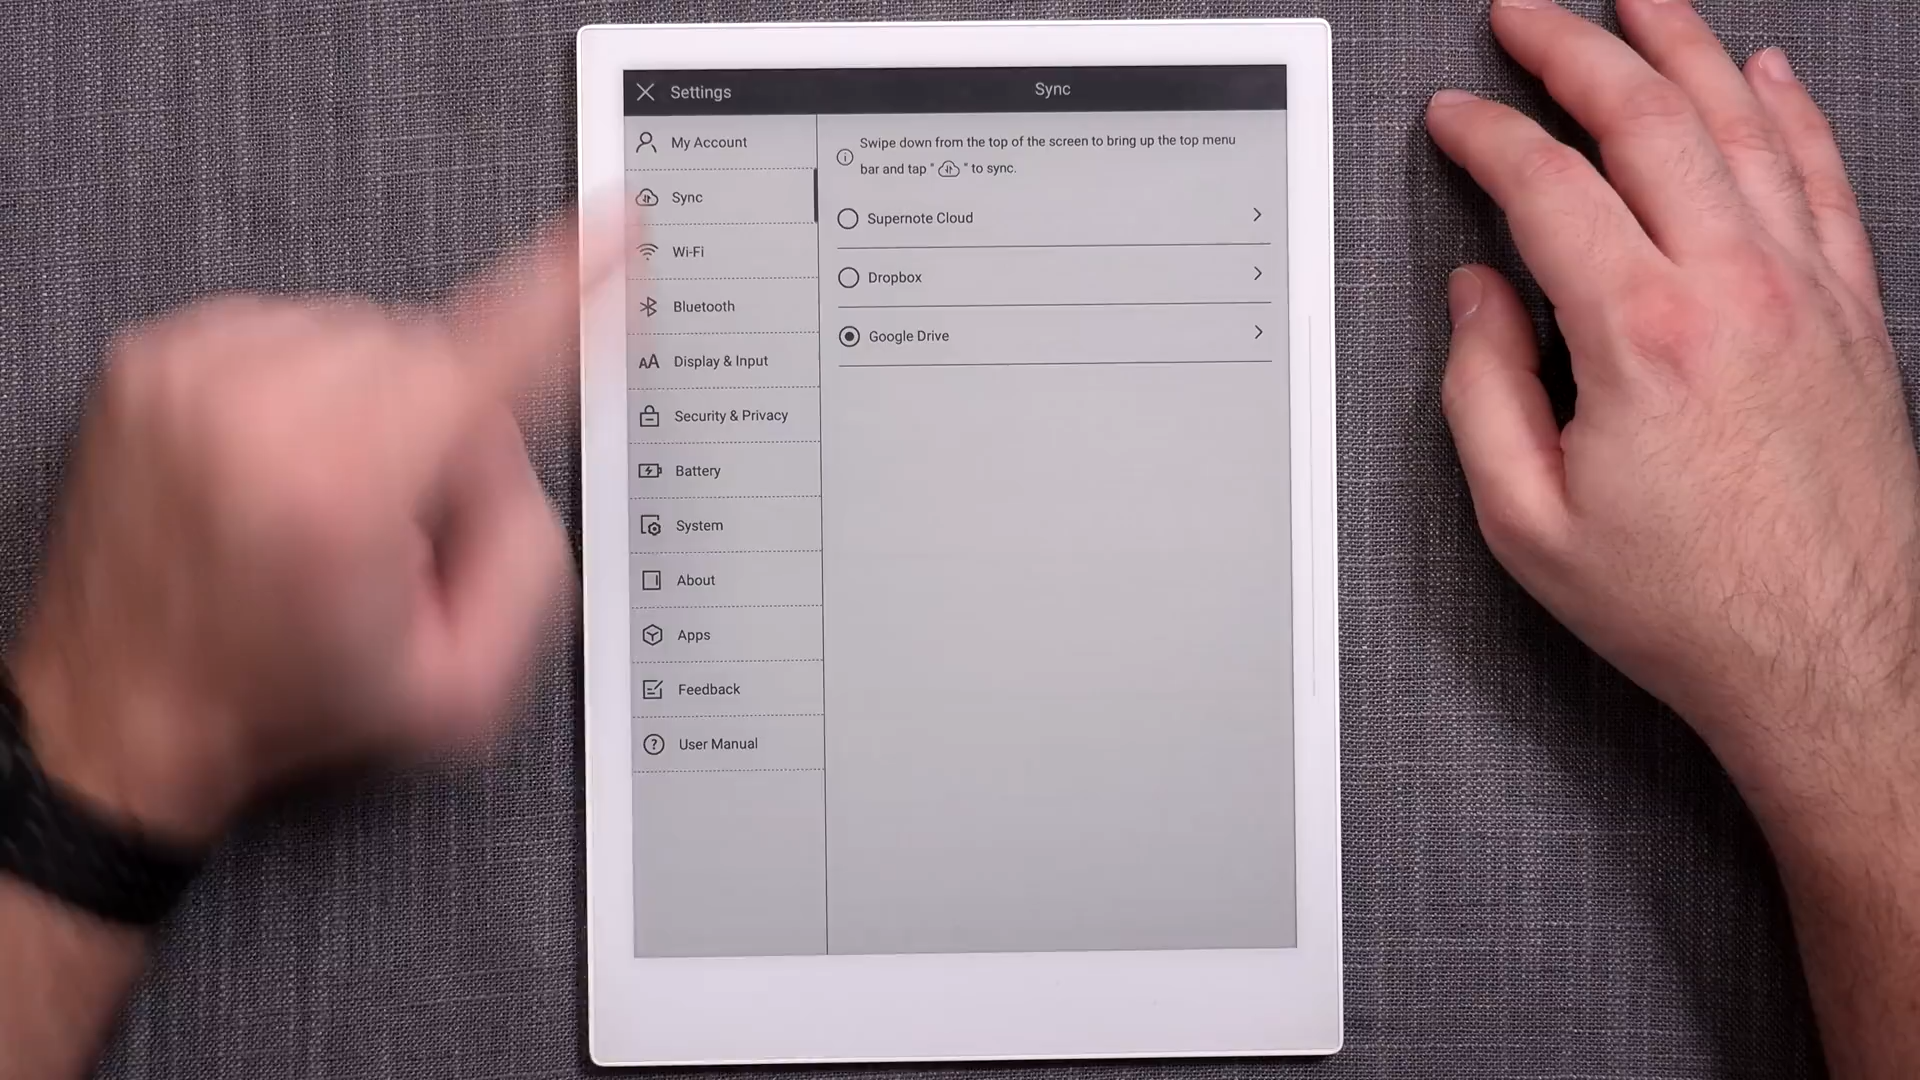 Settings
Sync
My Account
Sync
Wi-Fi
Bluetooth
AA Display & Input
Security & Privacy
Battery
System
About
Apps
Feedback
? User Manual
Swipe down from the top of the screen to bring up the top menu
bar and tap " " to sync.
Supernote Cloud
Dropbox
Google Drive